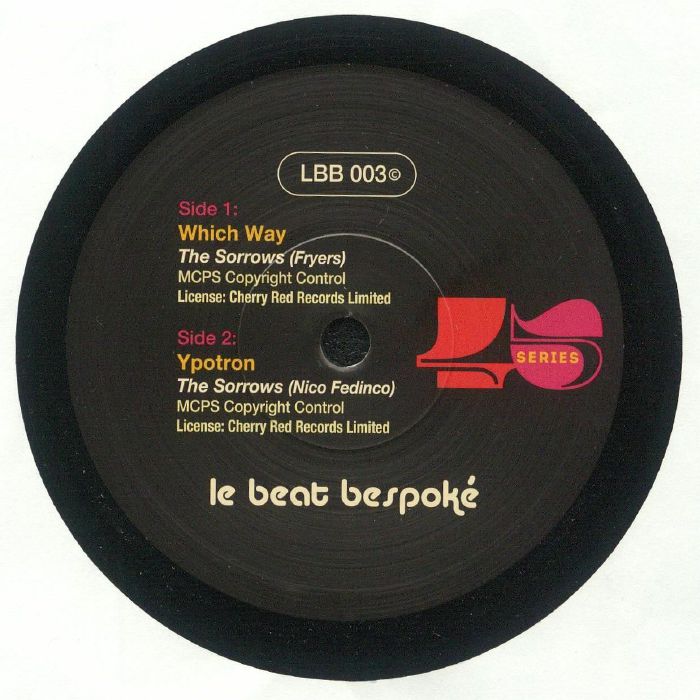 LBB 003©
Side 1:
Which Way
The Sorrows (Fryers)
MCPS Copyright Control
License: Cherry Red Records Limited
Side 2:
Ypotron
The Sorrows (Nico Fedinco)
MCPS Copyright Control
License: Cherry Red Records Limited
45
SERIES
le beat bespoké